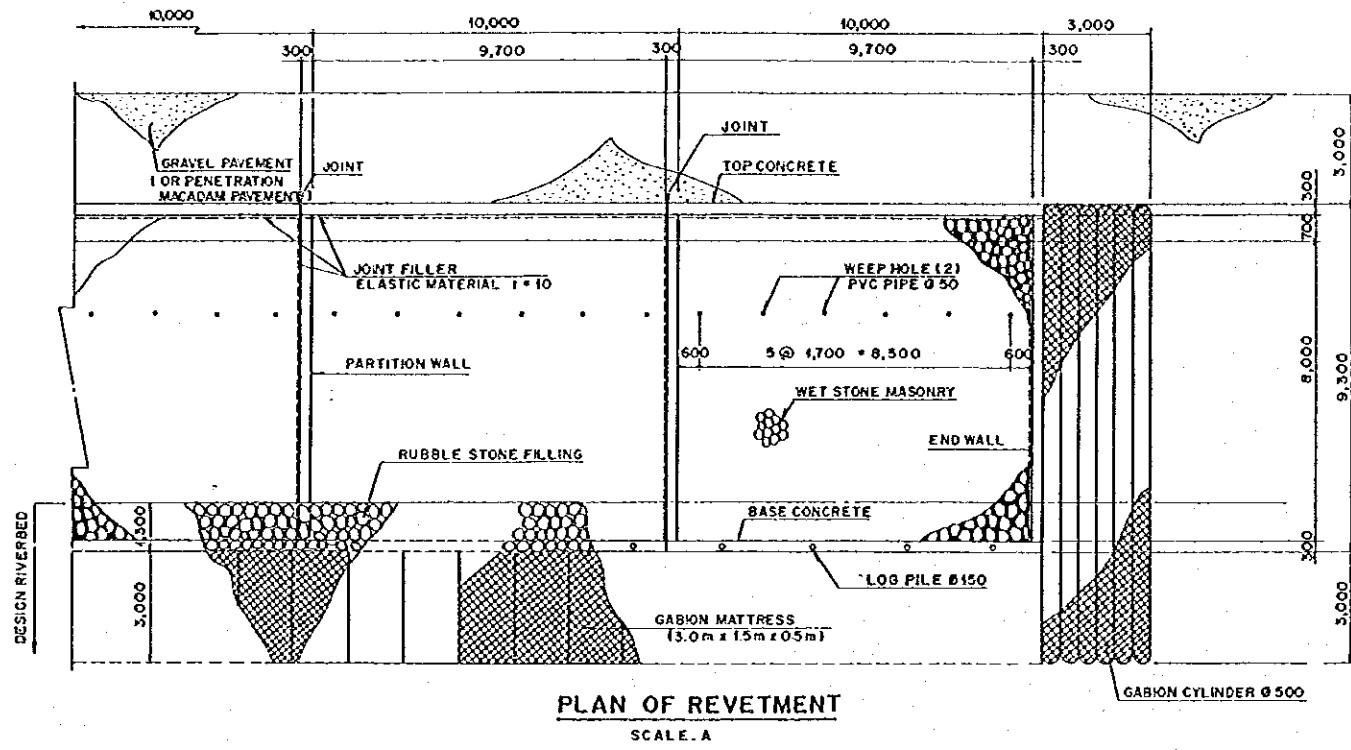 10,000
10,000
10,000
3,000
300
9,700
300
9,700
300
GRAVEL PAVEMENT
( OR PENETRATION
MACADAM PAVEMENT )
JOINT
JOINT
TOP CONCRETE
3,000
300
700
JOINT FILLER
ELASTIC MATERIAL t = 10
WEEP HOLE (2)
PVC PIPE Ø 50
600
5 @ 1,700 = 8,500
600
PARTITION WALL
WET STONE MASONRY
8,000
9,300
END WALL
RUBBLE STONE FILLING
BASE CONCRETE
DESIGN RIVERBED
1,300
3,000
300
3,000
LOG PILE Ø 150
GABION MATTRESS
(3.0m x 1.5m x 0.5m)
GABION CYLINDER Ø 500
PLAN OF REVETMENT
SCALE. A